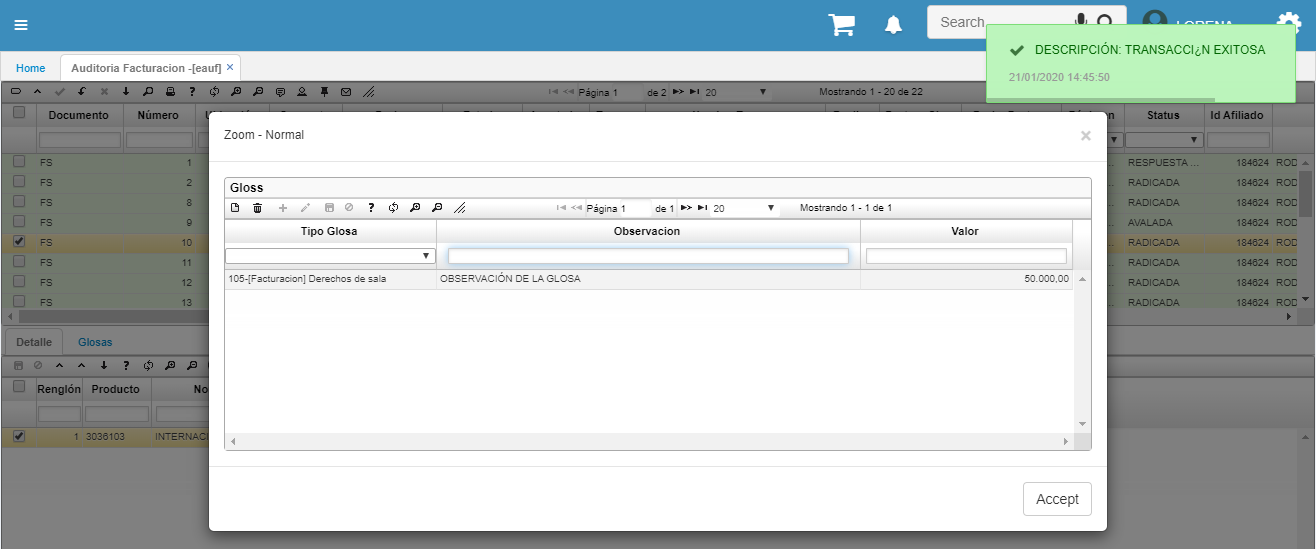 Search
LORENA
DESCRIPCIÓN: TRANSACCI¿N EXITOSA
21/01/2020 14:45:50
Home
Auditoria Facturacion -[eauf] ×
Página 1 de 2 20 Mostrando 1 - 20 de 22
Documento Número Status Id Afiliado
FS 1 RESPUESTA ... 184624 ROD
FS 2 RADICADA 184624 ROD
FS 8 RADICADA 184624 ROD
FS 9 AVALADA 184624 ROD
FS 10 RADICADA 184624 ROD
FS 11 RADICADA 184624 ROD
FS 12 RADICADA 184624 ROD
FS 13 RADICADA 184624 ROD
Zoom - Normal ×
Gloss
Página 1 de 1 20 Mostrando 1 - 1 de 1
Tipo Glosa Observacion Valor
105-[Facturacion] Derechos de sala OBSERVACIÓN DE LA GLOSA 50.000,00
Accept
Detalle Glosas
Renglón Producto No
1 3036103 INTERNACI